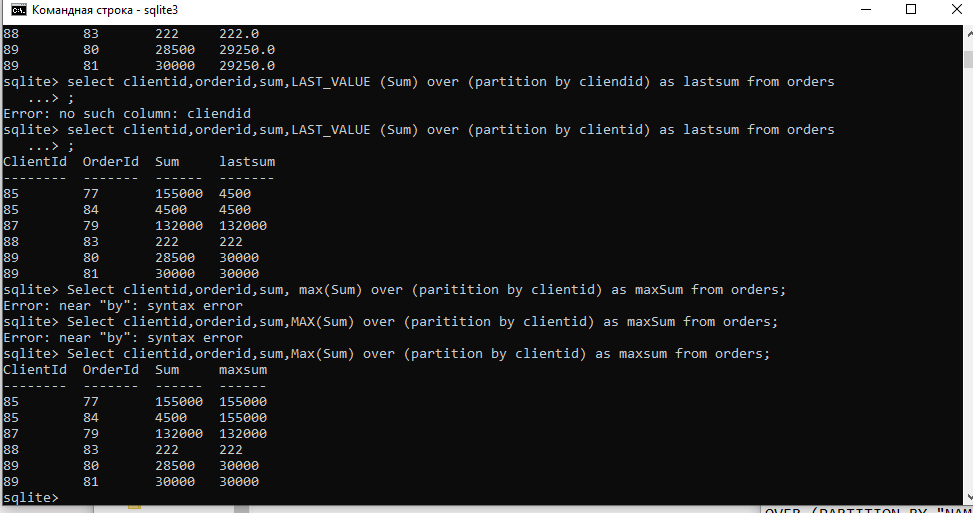 Командная строка - sqlite3
88        83       222     222.0
89        80       28500   29250.0
89        81       30000   29250.0
sqlite> select clientid,orderid,sum,LAST_VALUE (Sum) over (partition by cliendid) as lastsum from orders
   ...> ;
Error: no such column: cliendid
sqlite> select clientid,orderid,sum,LAST_VALUE (Sum) over (partition by clientid) as lastsum from orders
   ...> ;
ClientId  OrderId  Sum     lastsum
--------  -------  ------  -------
85        77       155000  4500
85        84       4500    4500
87        79       132000  132000
88        83       222     222
89        80       28500   30000
89        81       30000   30000
sqlite> Select clientid,orderid,sum, max(Sum) over (paritition by clientid) as maxSum from orders;
Error: near "by": syntax error
sqlite> Select clientid,orderid,sum,MAX(Sum) over (paritition by clientid) as maxSum from orders;
Error: near "by": syntax error
sqlite> Select clientid,orderid,sum,Max(Sum) over (partition by clientid) as maxsum from orders;
ClientId  OrderId  Sum     maxsum
--------  -------  ------  ------
85        77       155000  155000
85        84       4500    155000
87        79       132000  132000
88        83       222     222
89        80       28500   30000
89        81       30000   30000
sqlite>
OVER (PARTITION BY "NAM